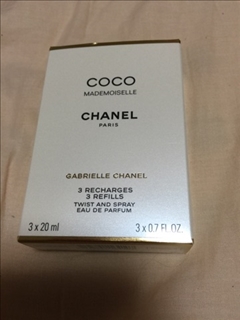 COCO
MADEMOISELLE
CHANEL
PARIS
GABRIELLE CHANEL
3 RECHARGES
3 REFILLS
TWIST AND SPRAY
EAU DE PARFUM
3 x 20 ml 3 x 0.7 FL OZ